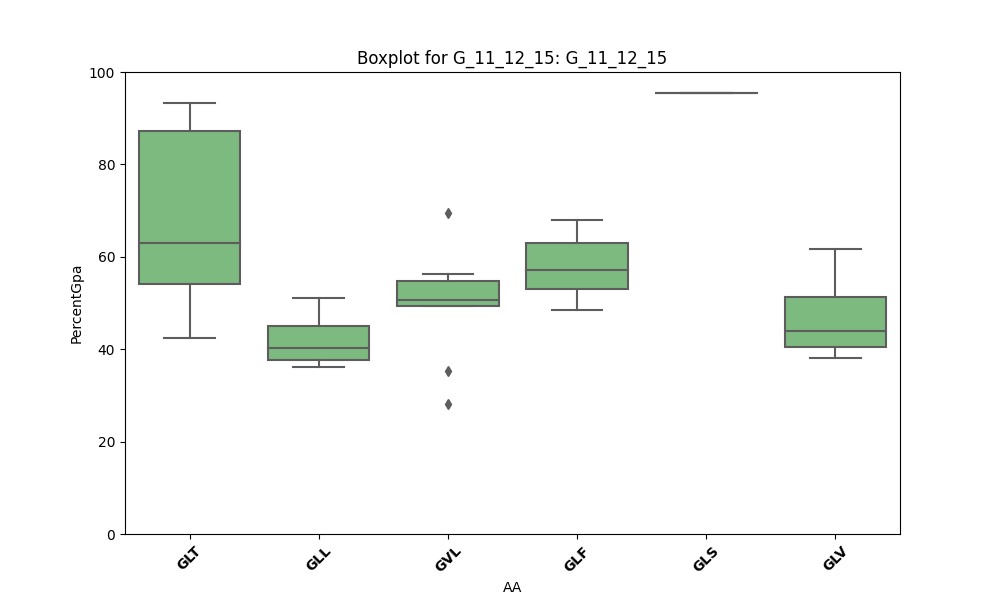 Boxplot for G_11_12_15: G_11_12_15
100
80
60
40
20
0
PercentGpa
GLT
GLL
GVL
GLF
GLS
GLV
AA